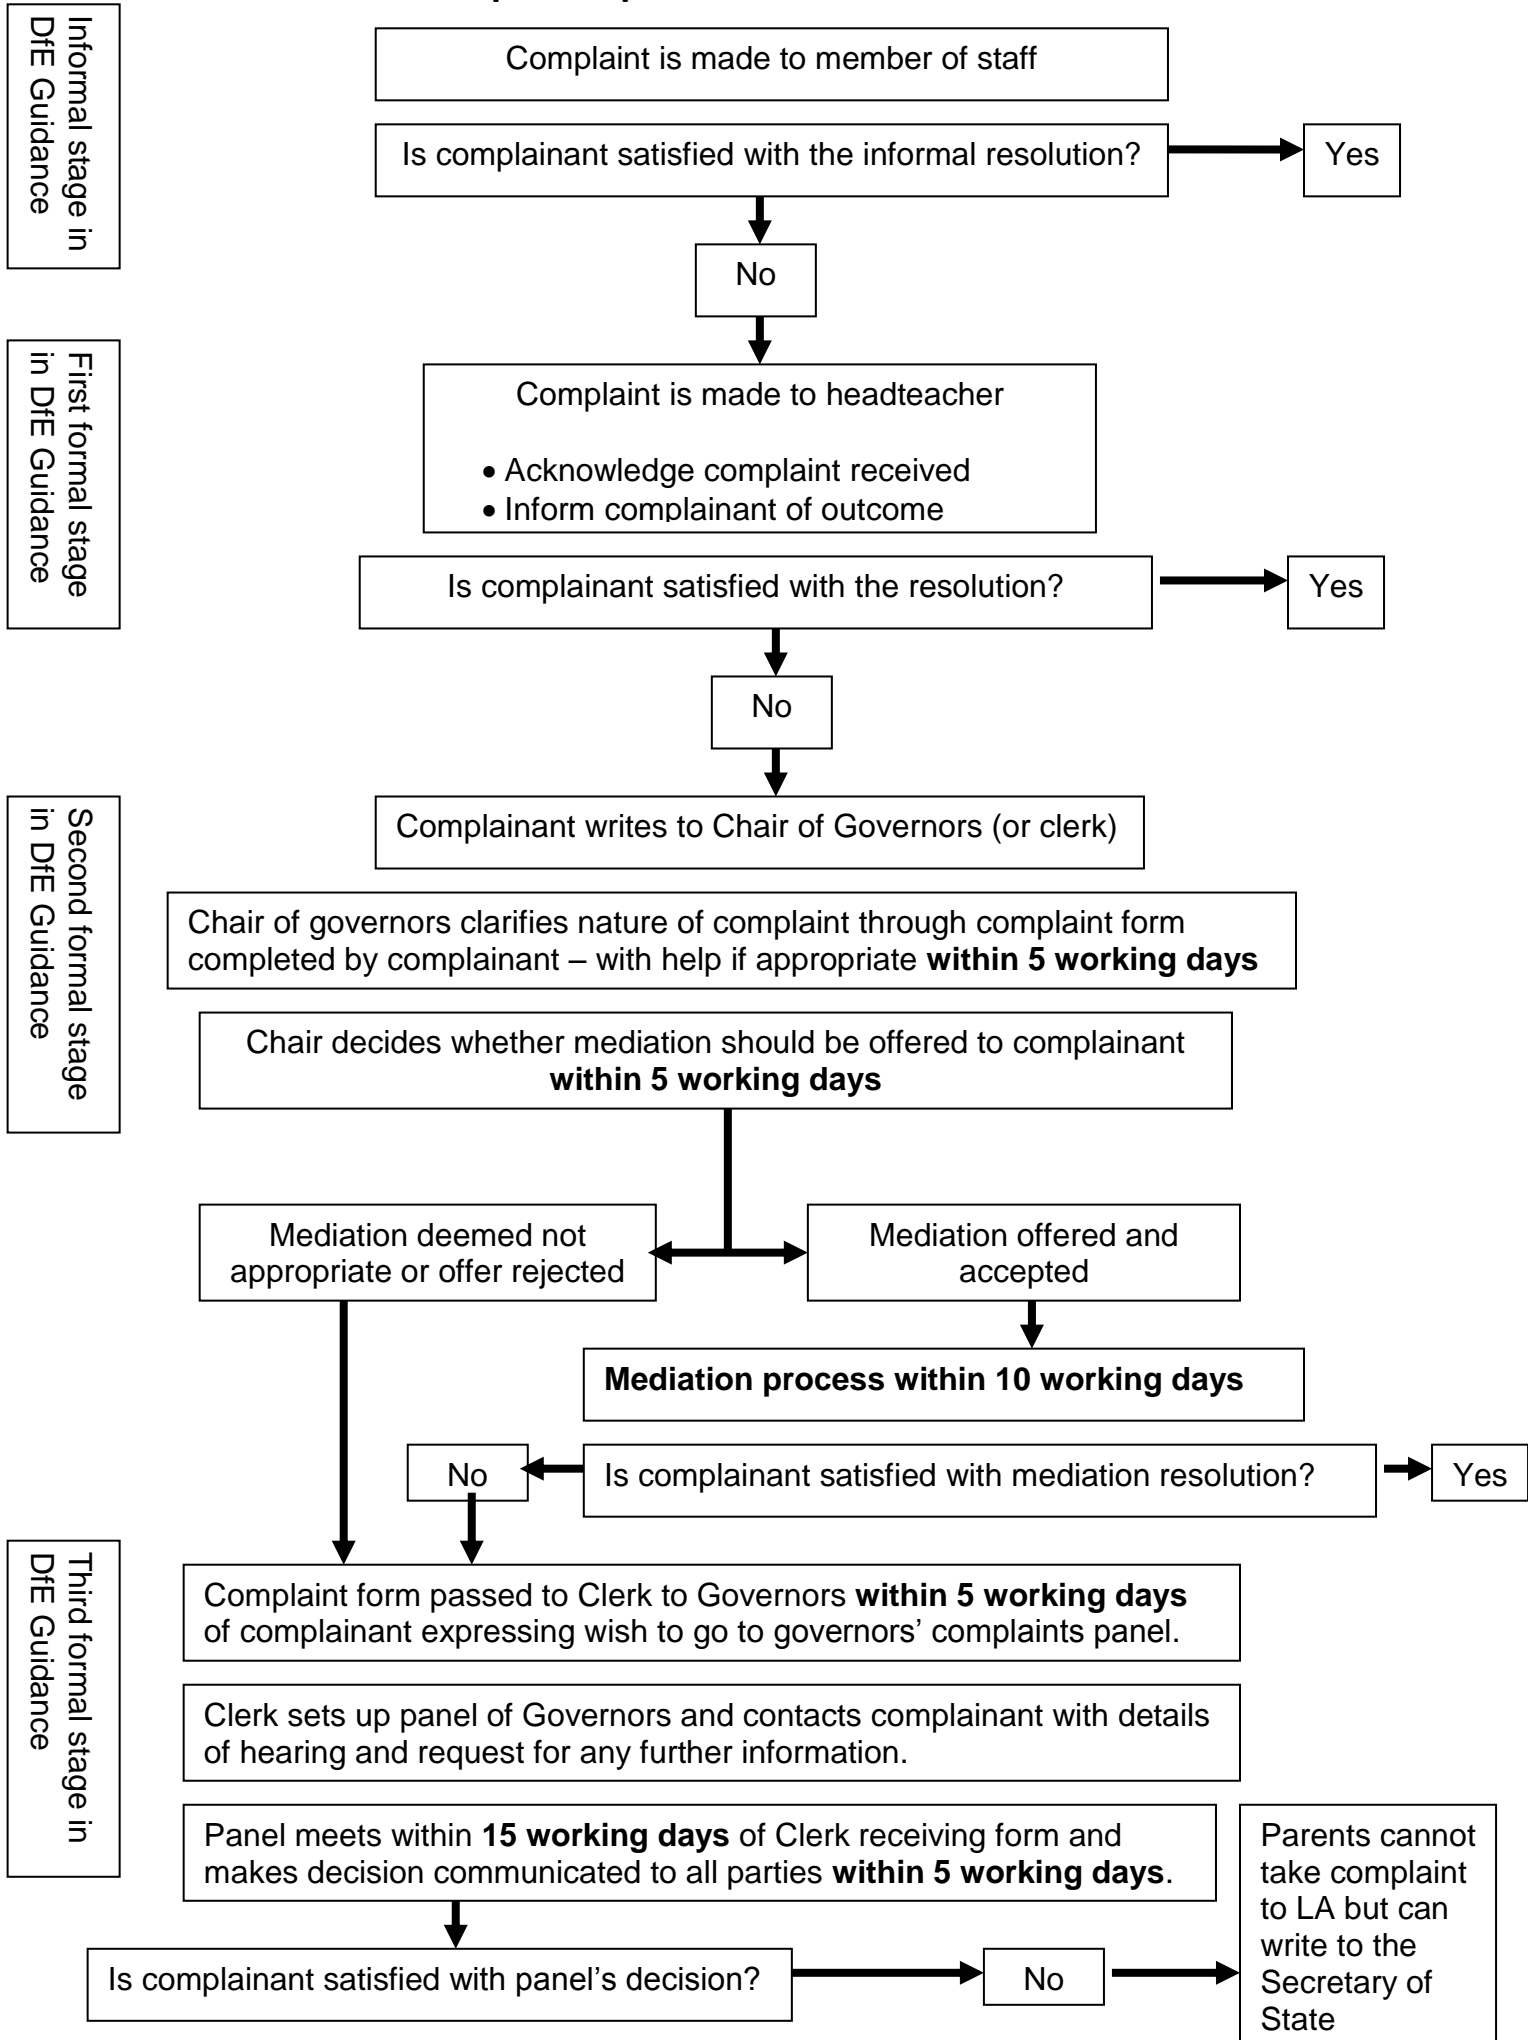 Informal stage in
DfE Guidance
Complaint is made to member of staff
Is complainant satisfied with the informal resolution?
Yes
No
First formal stage
in DfE Guidance
Complaint is made to headteacher
• Acknowledge complaint received
• Inform complainant of outcome
Is complainant satisfied with the resolution?
Yes
No
Second formal stage
in DfE Guidance
Complainant writes to Chair of Governors (or clerk)
Chair of governors clarifies nature of complaint through complaint form
completed by complainant – with help if appropriate within 5 working days
Chair decides whether mediation should be offered to complainant
within 5 working days
Mediation deemed not
appropriate or offer rejected
Mediation offered and
accepted
Mediation process within 10 working days
No
Is complainant satisfied with mediation resolution?
Yes
Third formal stage in
DfE Guidance
Complaint form passed to Clerk to Governors within 5 working days
of complainant expressing wish to go to governors’ complaints panel.
Clerk sets up panel of Governors and contacts complainant with details
of hearing and request for any further information.
Panel meets within 15 working days of Clerk receiving form and
makes decision communicated to all parties within 5 working days.
Is complainant satisfied with panel’s decision?
No
Parents cannot
take complaint
to LA but can
write to the
Secretary of
State